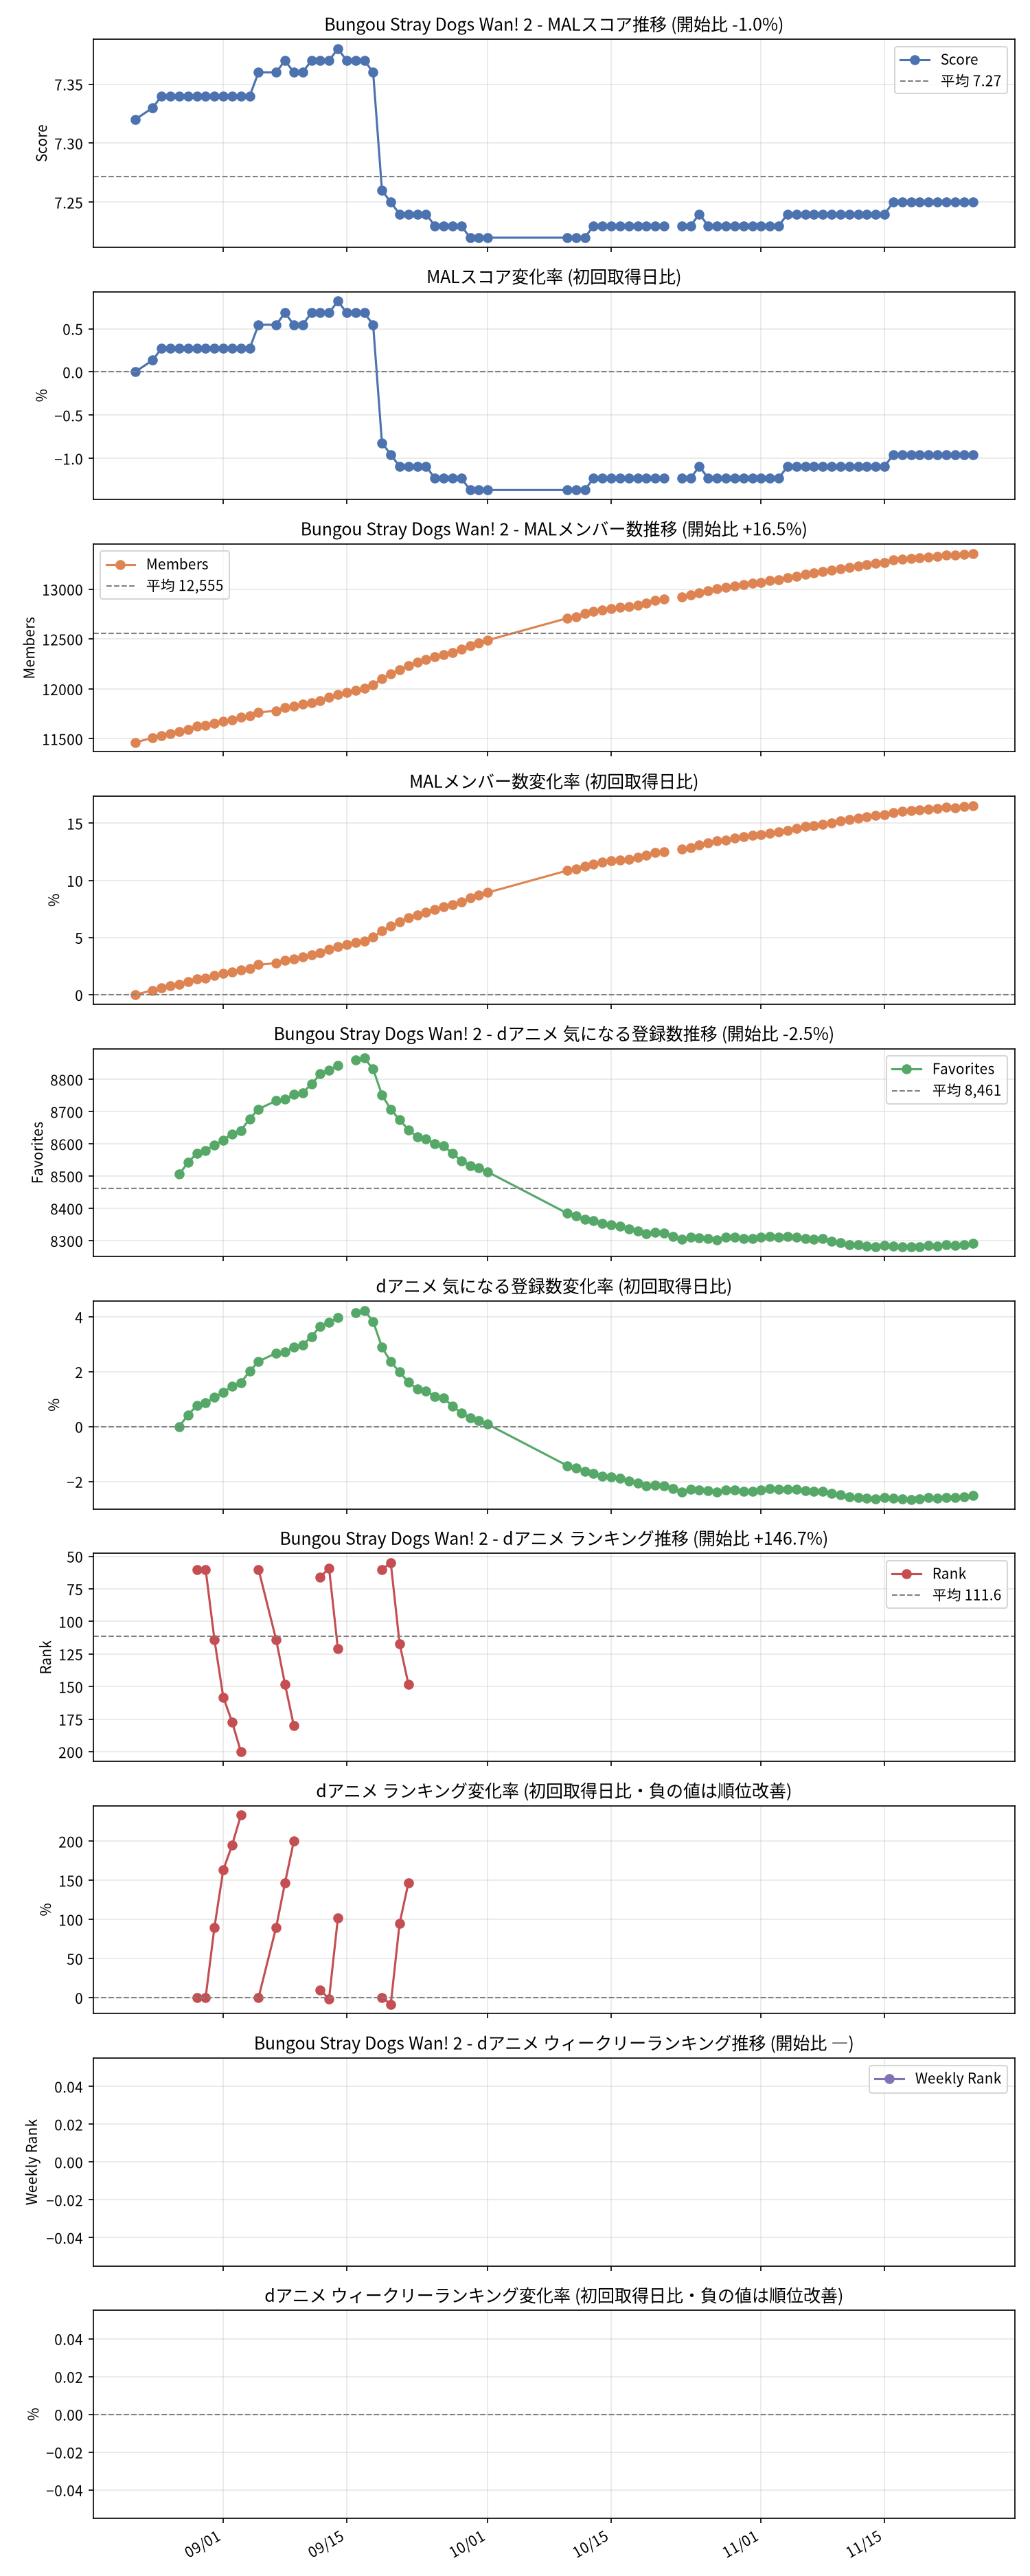 Bungou Stray Dogs Wan! 2 - MALスコア推移 (開始比 -1.0%)
Score
7.35
7.30
7.25
Score
平均 7.27
MALスコア変化率 (初回取得日比)
%
0.5
0.0
−0.5
−1.0
Bungou Stray Dogs Wan! 2 - MALメンバー数推移 (開始比 +16.5%)
Members
13000
12500
12000
11500
Members
平均 12,555
MALメンバー数変化率 (初回取得日比)
%
15
10
5
0
Bungou Stray Dogs Wan! 2 - dアニメ 気になる登録数推移 (開始比 -2.5%)
Favorites
8800
8700
8600
8500
8400
8300
Favorites
平均 8,461
dアニメ 気になる登録数変化率 (初回取得日比)
%
4
2
0
−2
Bungou Stray Dogs Wan! 2 - dアニメ ランキング推移 (開始比 +146.7%)
Rank
50
75
100
125
150
175
200
Rank
平均 111.6
dアニメ ランキング変化率 (初回取得日比・負の値は順位改善)
%
200
150
100
50
0
Bungou Stray Dogs Wan! 2 - dアニメ ウィークリーランキング推移 (開始比 —)
Weekly Rank
0.04
0.02
0.00
−0.02
−0.04
Weekly Rank
dアニメ ウィークリーランキング変化率 (初回取得日比・負の値は順位改善)
%
0.04
0.02
0.00
−0.02
−0.04
09/01
09/15
10/01
10/15
11/01
11/15